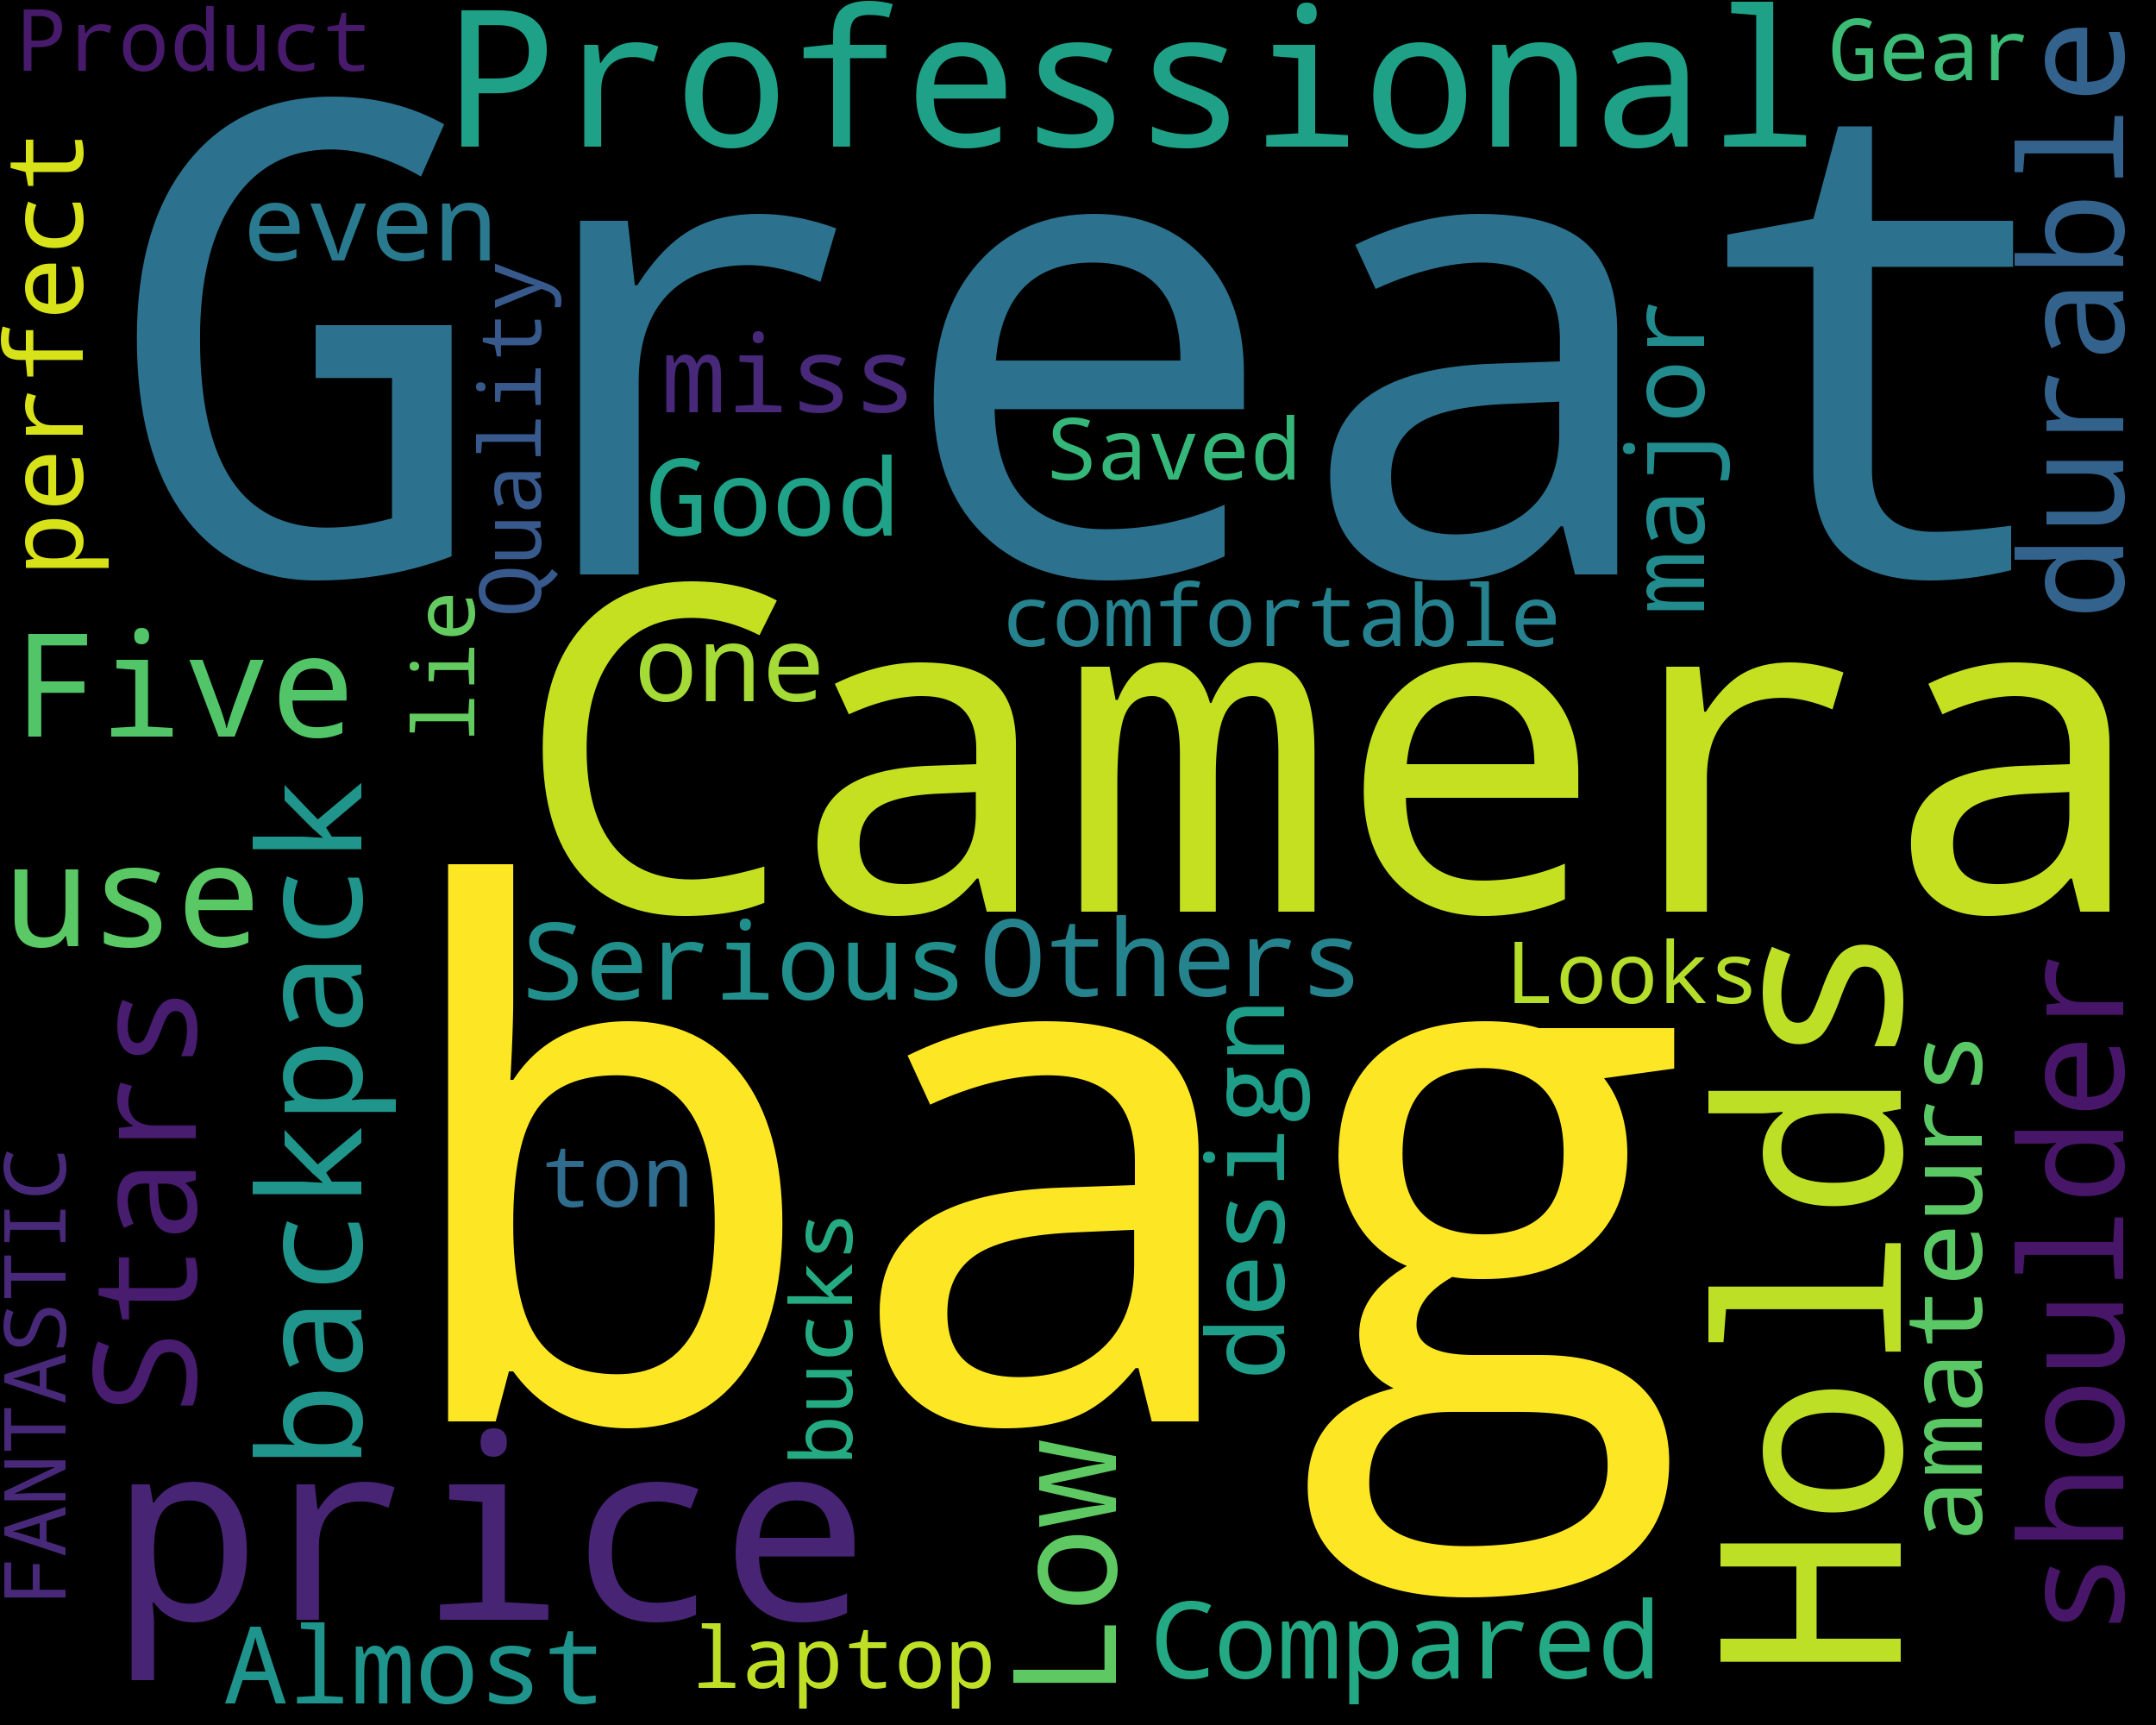 Product
Professional
Gear
perfect
Great
durable
even
Quality
miss
Good
Saved
major
comfortable
Five
lie
one
Camera
use
backpack
Serious
Others
Looks
Stars
bag
design
Holds
amateurs
shoulder
FANTASTIC
ton
bucks
price
Low
Almost
laptop
Compared